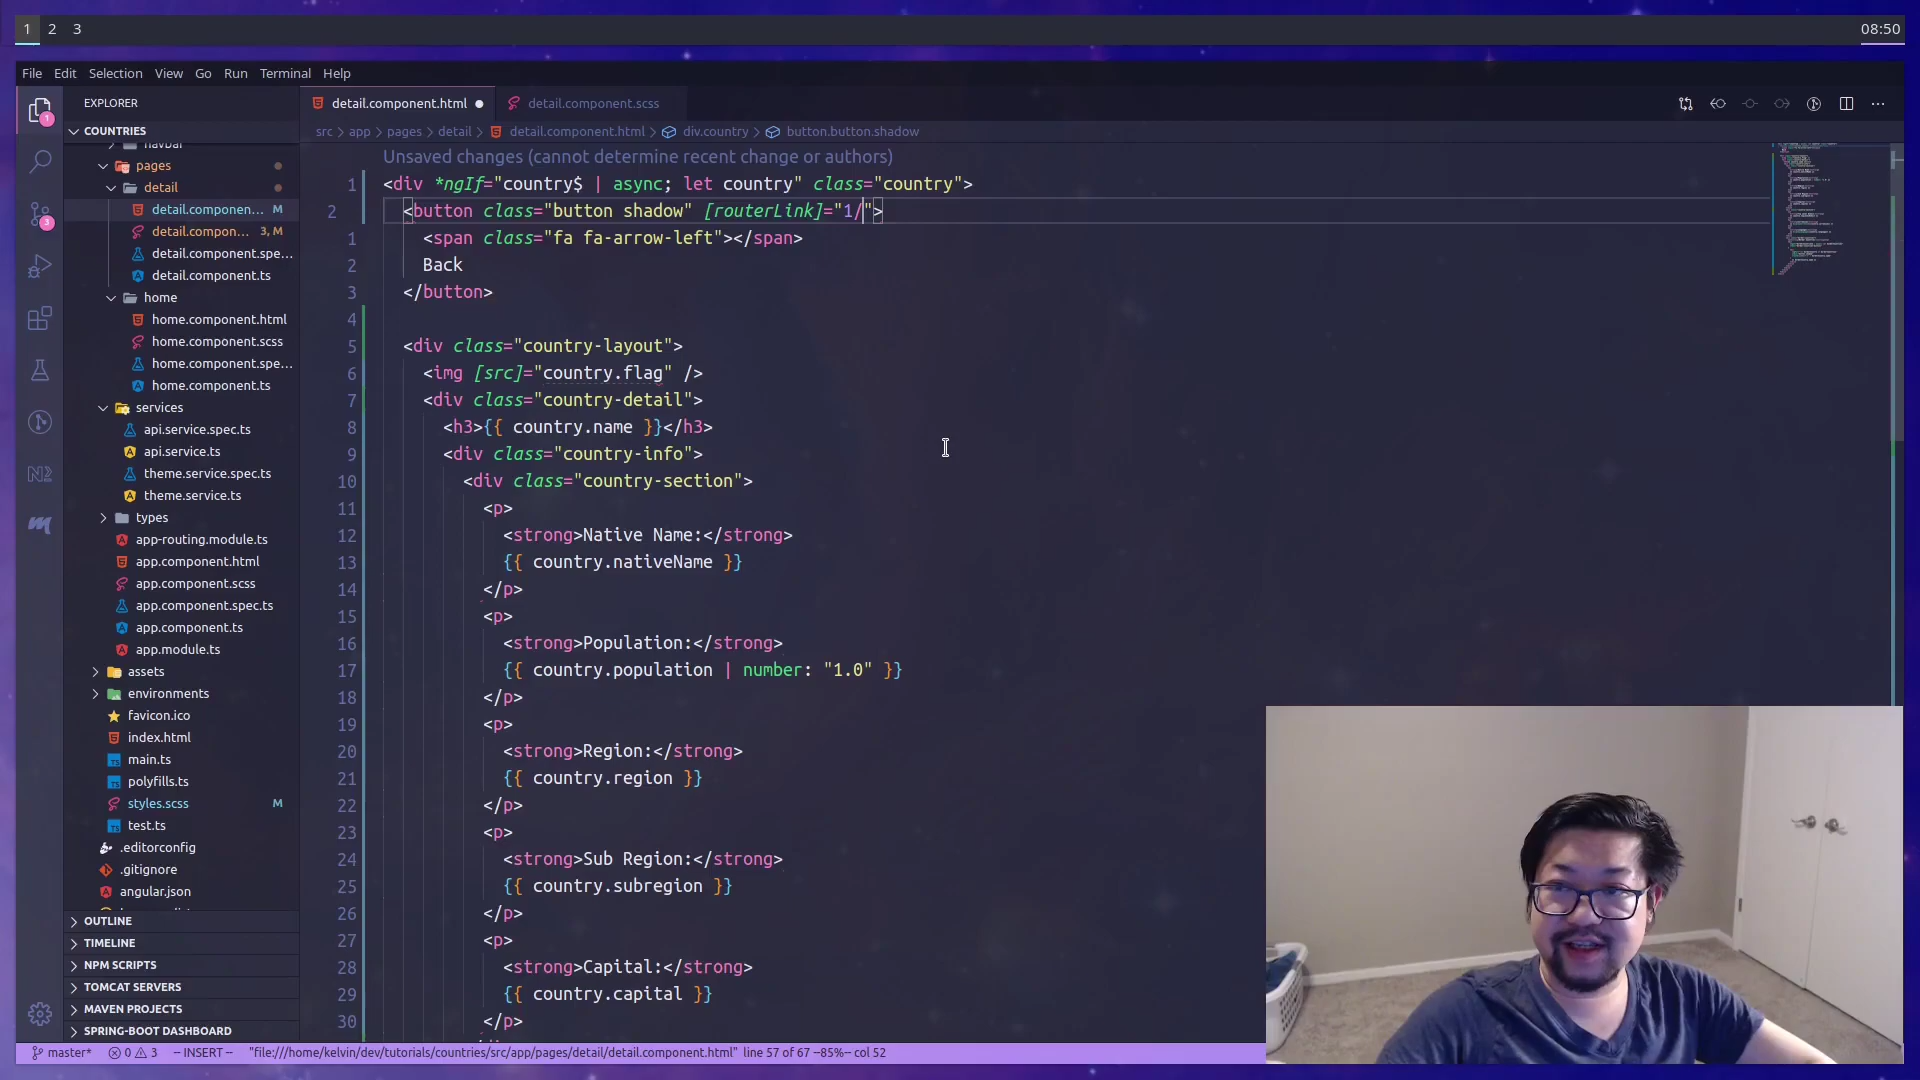 1 2 3
08:50
File Edit Selection View Go Run Terminal Help
EXPLORER
COUNTRIES
navbar
pages
detail
detail.componen... M
detail.compon... 3, M
detail.component.spe...
detail.component.ts
home
home.component.html
home.component.scss
home.component.spe...
home.component.ts
services
api.service.spec.ts
api.service.ts
theme.service.spec.ts
theme.service.ts
types
app-routing.module.ts
app.component.html
app.component.scss
app.component.spec.ts
app.component.ts
app.module.ts
assets
environments
favicon.ico
index.html
main.ts
polyfills.ts
styles.scss M
test.ts
.editorconfig
.gitignore
angular.json
OUTLINE
TIMELINE
NPM SCRIPTS
TOMCAT SERVERS
MAVEN PROJECTS
SPRING-BOOT DASHBOARD
1
3
detail.component.html detail.component.scss
src > app > pages > detail > detail.component.html > div.country > button.button.shadow
Unsaved changes (cannot determine recent change or authors)
1 <div *ngIf="country$ | async; let country" class="country">
2 <button class="button shadow" [routerLink]="1/">
1 <span class="fa fa-arrow-left"></span>
2 Back
3 </button>
4
5 <div class="country-layout">
6 <img [src]="country.flag" />
7 <div class="country-detail">
8 <h3>{{ country.name }}</h3>
9 <div class="country-info">
10 <div class="country-section">
11 <p>
12 <strong>Native Name:</strong>
13 {{ country.nativeName }}
14 </p>
15 <p>
16 <strong>Population:</strong>
17 {{ country.population | number: "1.0" }}
18 </p>
19 <p>
20 <strong>Region:</strong>
21 {{ country.region }}
22 </p>
23 <p>
24 <strong>Sub Region:</strong>
25 {{ country.subregion }}
26 </p>
27 <p>
28 <strong>Capital:</strong>
29 {{ country.capital }}
30 </p>
master* 0 3 -- INSERT -- "file:///home/kelvin/dev/tutorials/countries/src/app/pages/detail/detail.component.html" line 57 of 67 --85%-- col 52